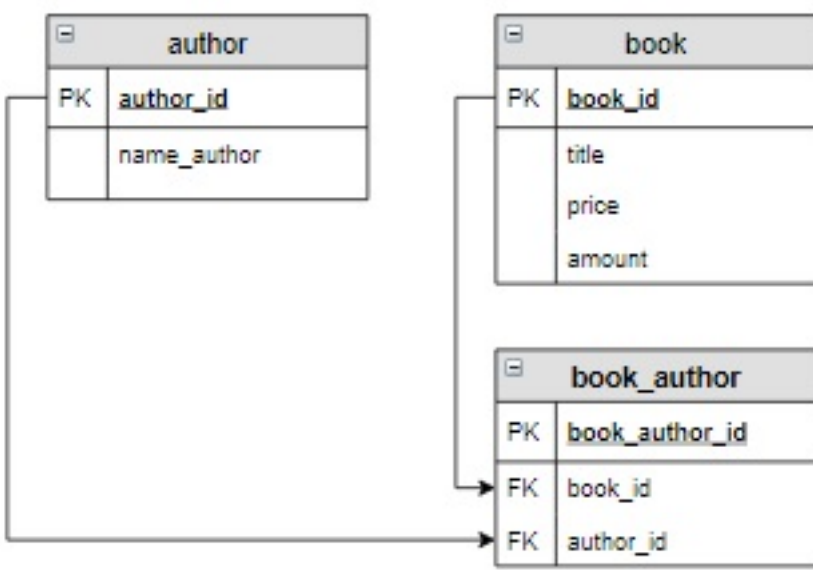 author
PK author_id
name_author
book
PK book_id
title
price
amount
book_author
PK book_author_id
FK book_id
FK author_id